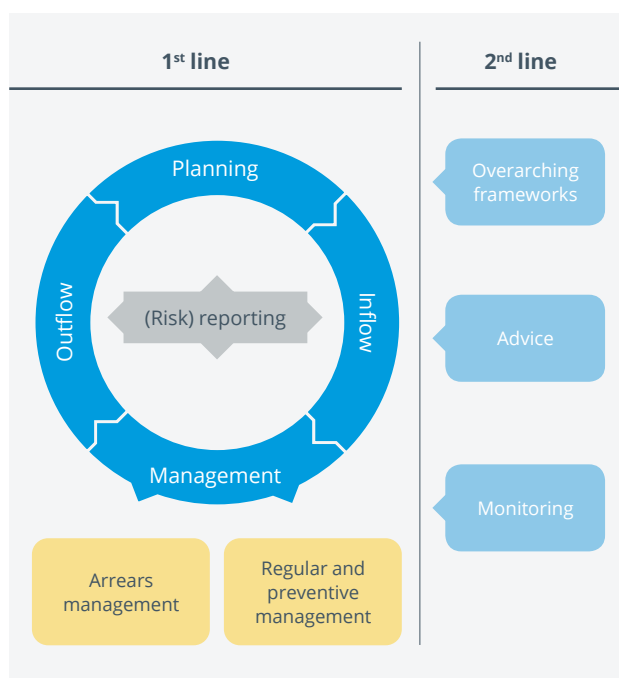 1st line
2nd line
Planning
Outflow
(Risk) reporting
Inflow
Management
Arrears
management
Regular and
preventive
management
Overarching
frameworks
Advice
Monitoring